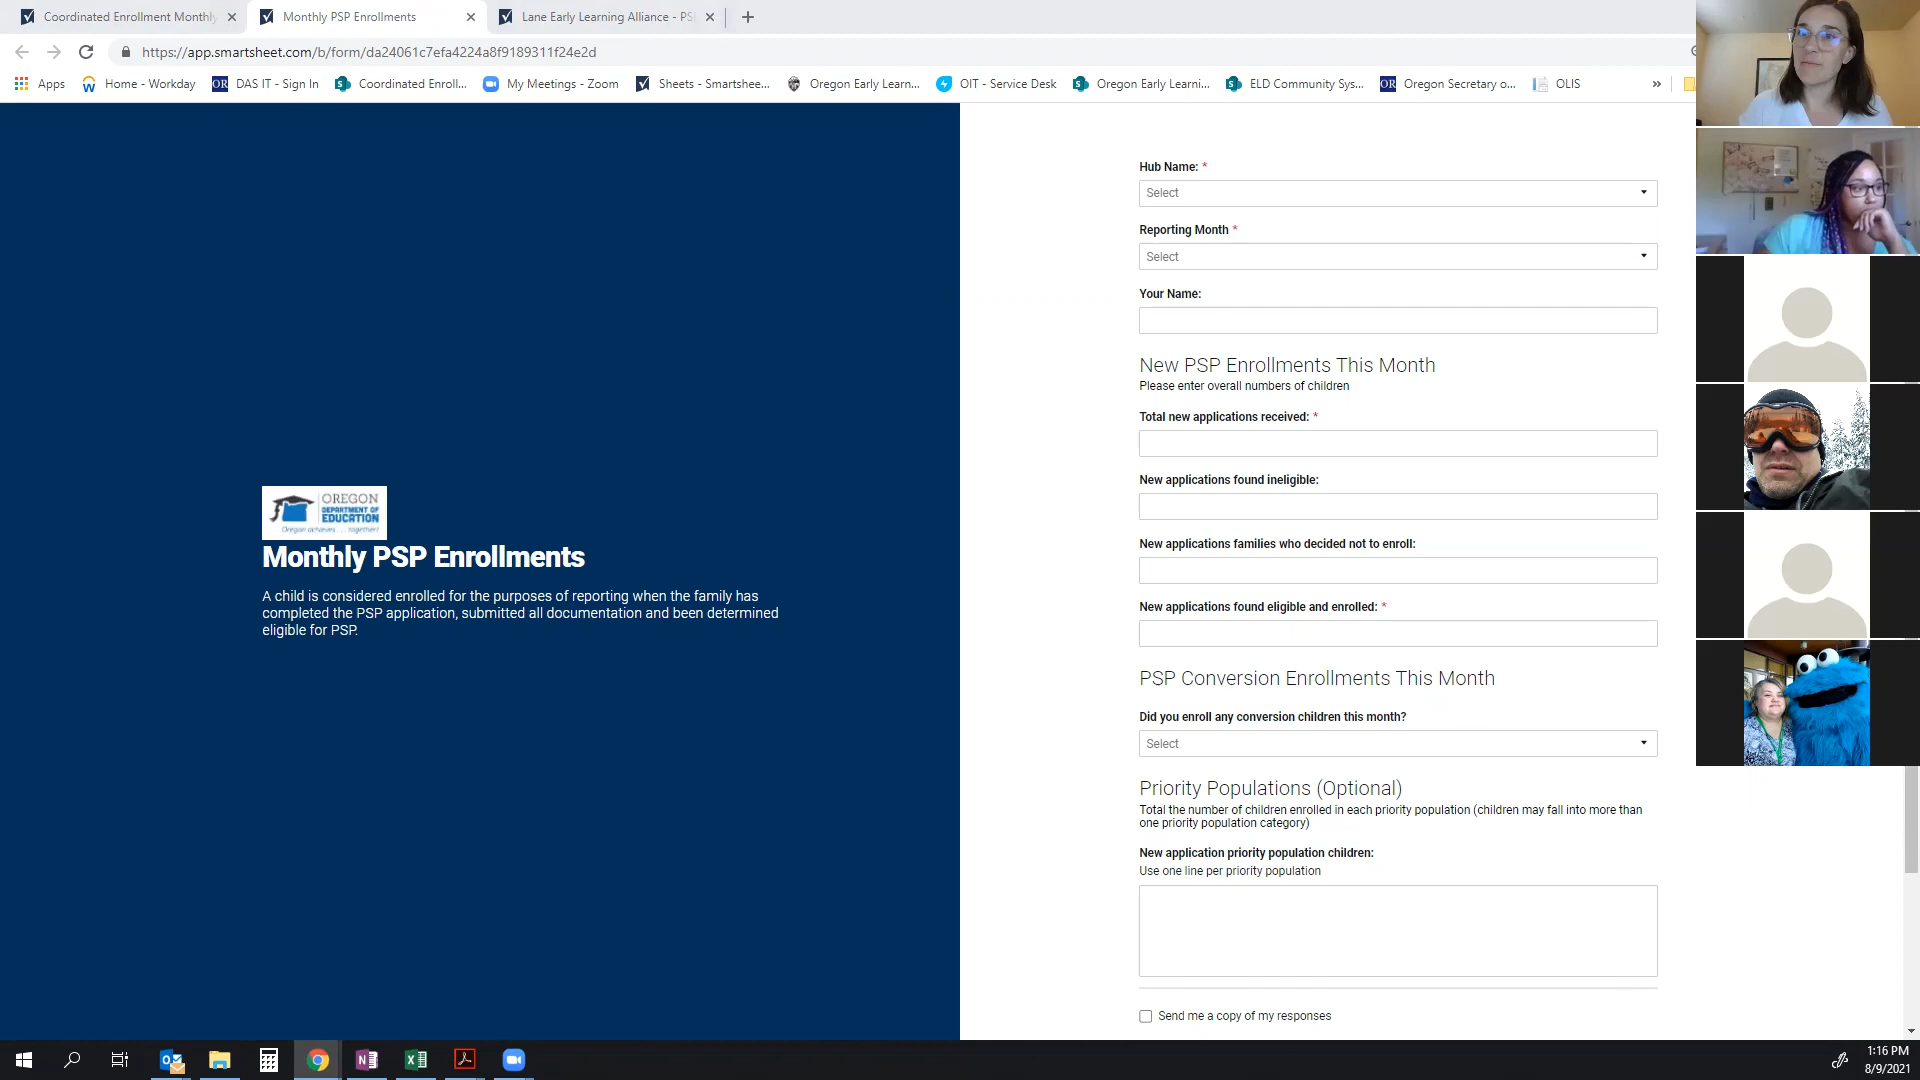 Coordinated Enrollment Monthly
Monthly PSP Enrollments
Lane Early Learning Alliance - PS
https://app.smartsheet.com/b/form/da24061c7efa4224a8f9189311f24e2d
Apps
Home - Workday
OR DAS IT - Sign In
Coordinated Enroll...
My Meetings - Zoom
Sheets - Smartshee...
Oregon Early Learn...
OIT - Service Desk
Oregon Early Learni...
ELD Community Sys...
OR Oregon Secretary o...
OLIS
OREGON
DEPARTMENT OF
EDUCATION
Oregon achieves . . . together!
Monthly PSP Enrollments
A child is considered enrolled for the purposes of reporting when the family has
completed the PSP application, submitted all documentation and been determined
eligible for PSP.
Hub Name: *
Select
Reporting Month *
Select
Your Name:
New PSP Enrollments This Month
Please enter overall numbers of children
Total new applications received: *
New applications found ineligible:
New applications families who decided not to enroll:
New applications found eligible and enrolled: *
PSP Conversion Enrollments This Month
Did you enroll any conversion children this month?
Select
Priority Populations (Optional)
Total the number of children enrolled in each priority population (children may fall into more than
one priority population category)
New application priority population children:
Use one line per priority population
Send me a copy of my responses
1:16 PM
8/9/2021